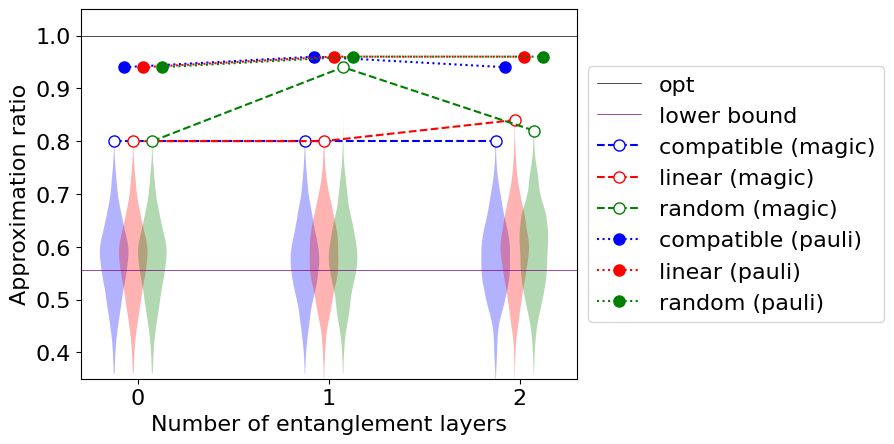 Approximation ratio
1.0
0.9
0.8
0.7
0.6
0.5
0.4
0
1
2
Number of entanglement layers
opt
lower bound
compatible (magic)
linear (magic)
random (magic)
compatible (pauli)
linear (pauli)
random (pauli)